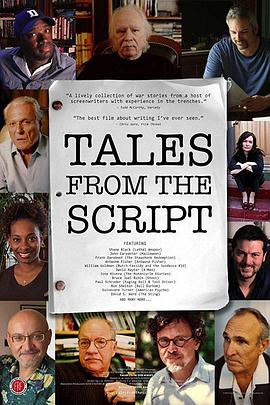 "A lively collection of war stories from a host of
screenwriters with experience in the trenches."
- Todd McCarthy, Variety
"The best film about writing I've ever seen."
- Chris Gore, Film Threat
TALES
FROM THE
SCRIPT
FEATURING
Shane Black (Lethal Weapon)
John Carpenter (Halloween)
Frank Darabont (The Shawshank Redemption)
Antwone Fisher (Antwone Fisher)
William Goldman (Butch Cassidy and the Sundance Kid)
David Hayter (X-Men)
Jose Rivera (The Motorcycle Diaries)
Bruce Joel Rubin (Ghost)
Paul Schrader (Raging Bull & Taxi Driver)
Ron Shelton (Bull Durham)
Guinevere Turner (American Psycho)
David S. Ward (The Sting)
AND MANY MORE...
TALES FROM THE SCRIPT